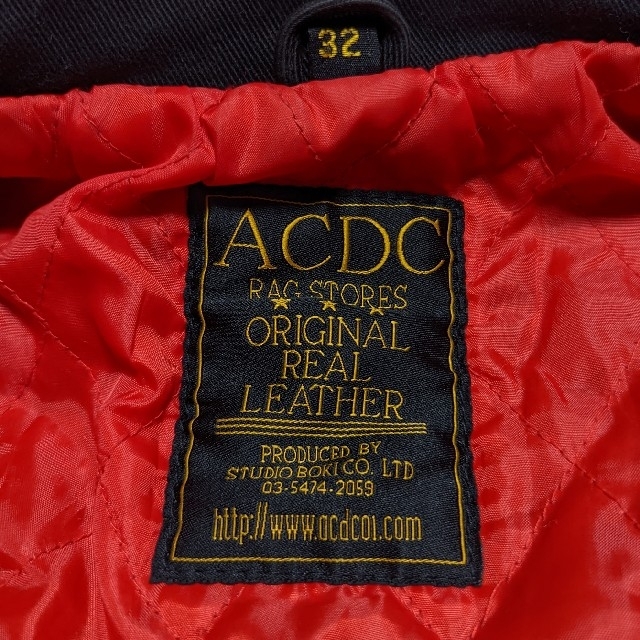 32
ACDC
RAG STORES
ORIGINAL
REAL
LEATHER
PRODUCED BY
STUDIO BOKI CO. LTD
03-5474-2059
http://www.acdc01.com